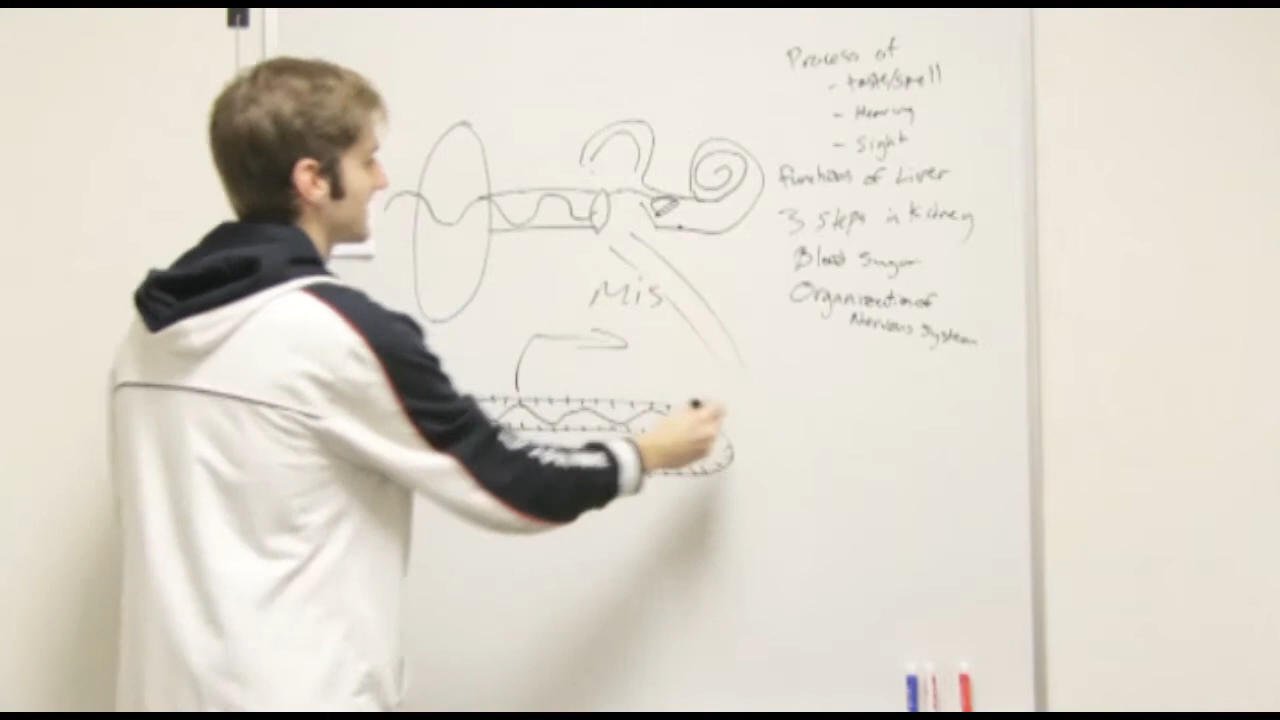 Process of
- taste/smell
- Hearing
- Sight
functions of Liver
3 steps in kidney
Blood Sugar
Organization of
Nervous System
MIS